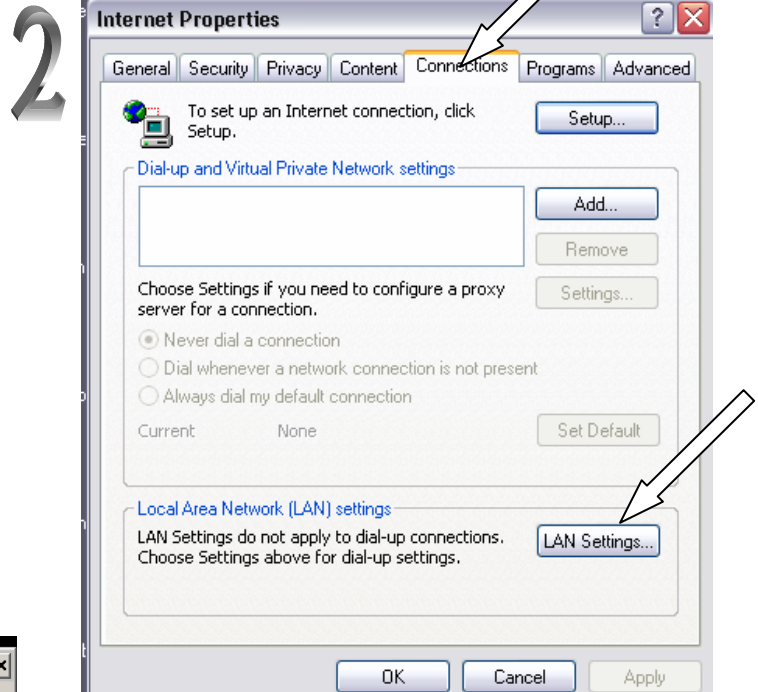 2
Internet Properties
General Security Privacy Content Connections Programs Advanced
To set up an Internet connection, click
Setup.
Setup...
Dial-up and Virtual Private Network settings
Add...
Remove
Choose Settings if you need to configure a proxy
server for a connection.
Settings...
Never dial a connection
Dial whenever a network connection is not present
Always dial my default connection
Current None
Set Default
Local Area Network (LAN) settings
LAN Settings do not apply to dial-up connections.
Choose Settings above for dial-up settings.
LAN Settings...
OK Cancel Apply